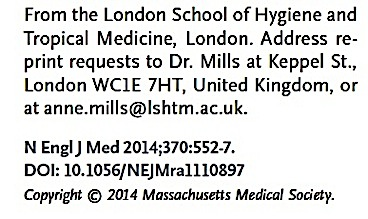 From the London School of Hygiene and
Tropical Medicine, London. Address re-
print requests to Dr. Mills at Keppel St.,
London WC1E 7HT, United Kingdom, or
at anne.mills@lshtm.ac.uk.
N Engl J Med 2014;370:552-7.
DOI: 10.1056/NEJMra1110897
Copyright © 2014 Massachusetts Medical Society.